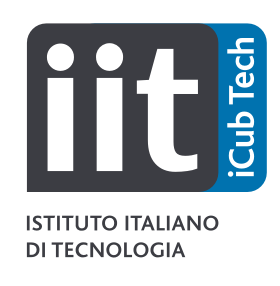 iit
iCub Tech
ISTITUTO ITALIANO
DI TECNOLOGIA